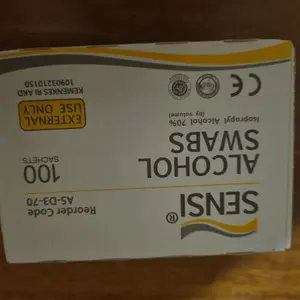 SENSI®
Reorder Code
AS-D3-70
ALCOHOL
SWABS
100
SACHETS
Isopropyl Alcohol 70%
(By volume)
EXTERNAL
USE ONLY
CE
KEMENKES RI AKD
10903210150